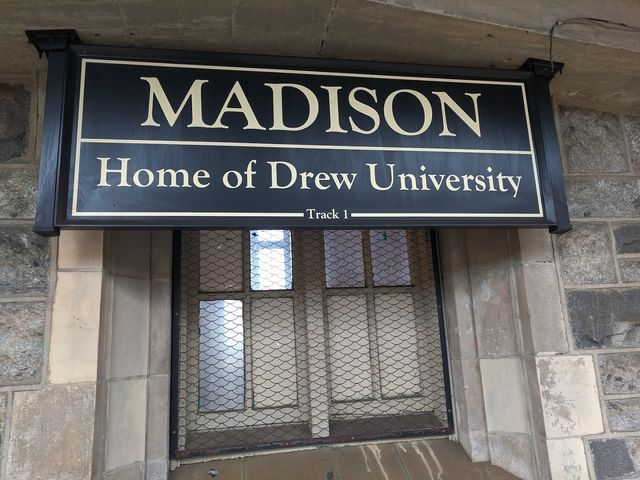 MADISON
Home of Drew University
Track 1